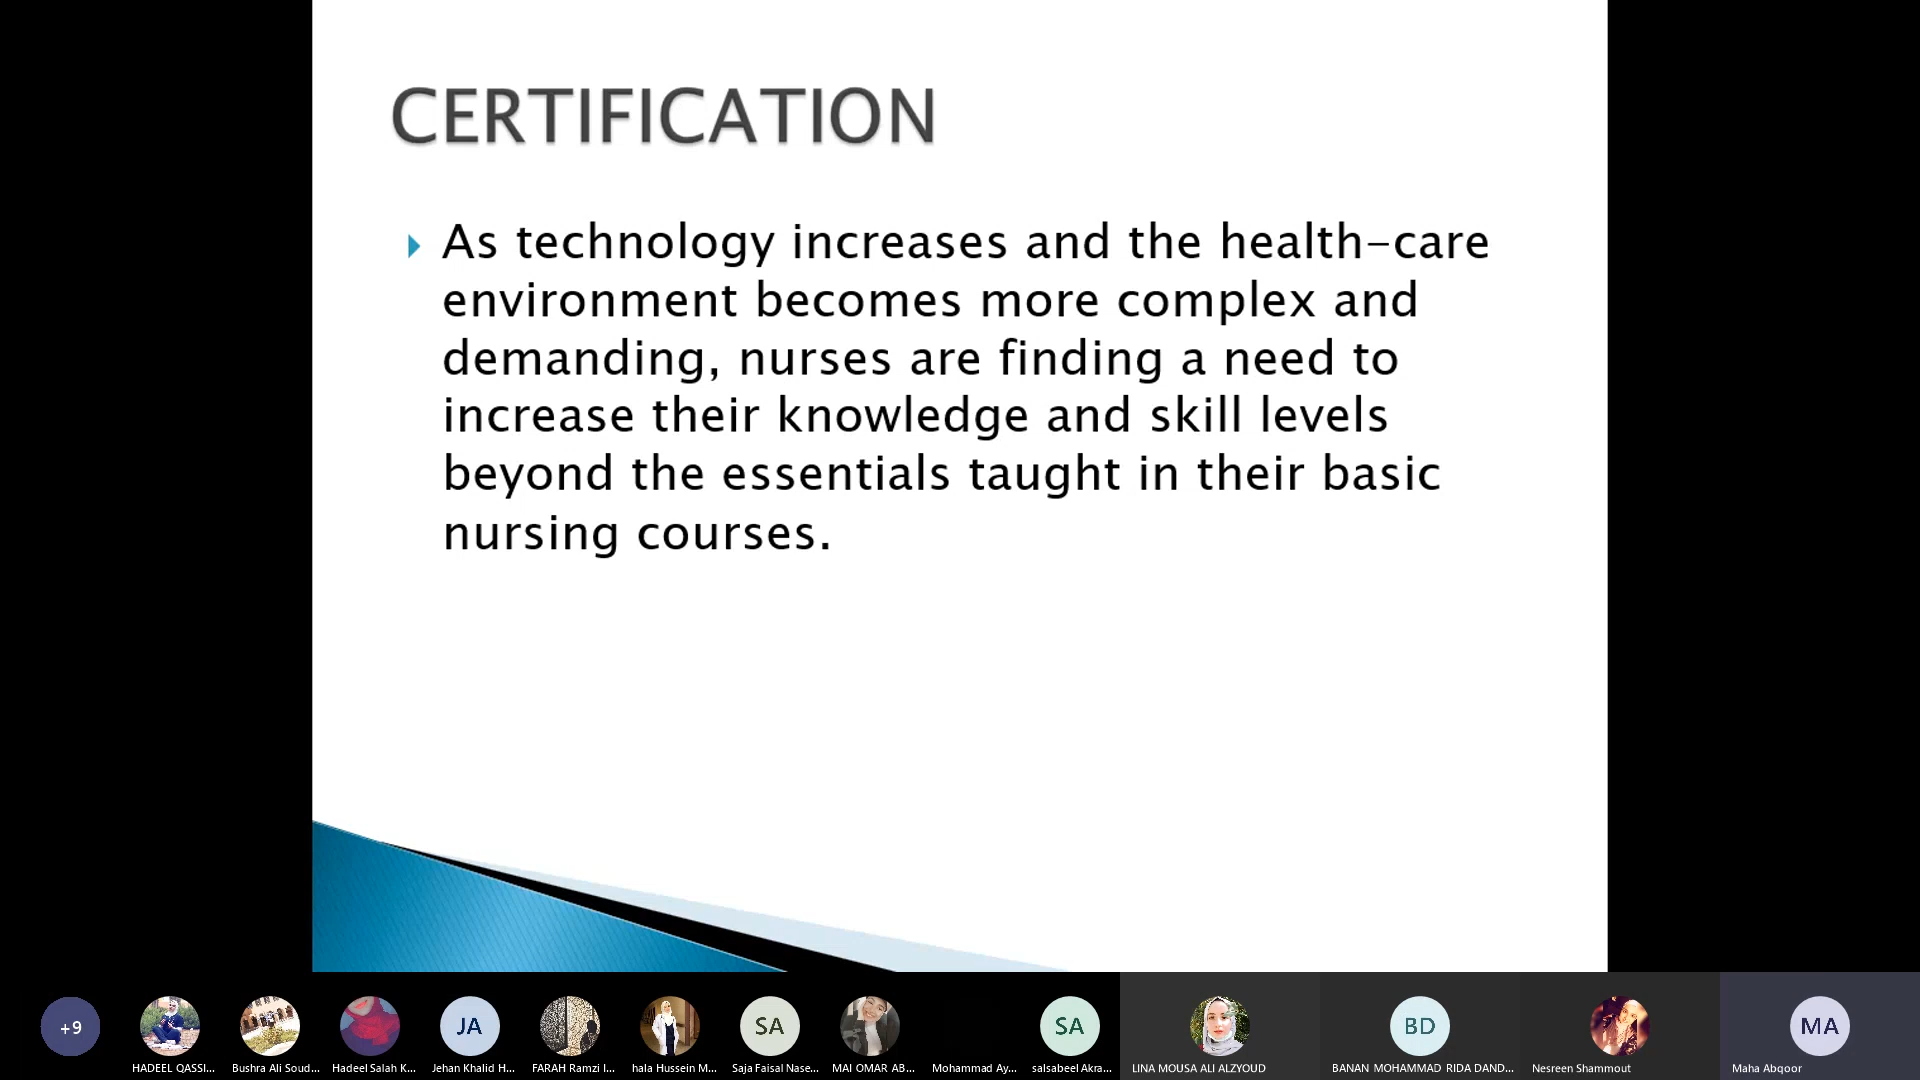 CERTIFICATION
As technology increases and the health-care
environment becomes more complex and
demanding, nurses are finding a need to
increase their knowledge and skill levels
beyond the essentials taught in their basic
nursing courses.
+9
JA
SA
SA
BD
MA
HADEEL QASSI...
Bushra Ali Soud...
Hadeel Salah K...
Jehan Khalid H...
FARAH Ramzi I...
hala Hussein M...
Saja Faisal Nase...
MAI OMAR AB...
Mohammad Ay...
salsabeel Akra...
LINA MOUSA ALI ALZYOUD
BANAN MOHAMMAD RIDA DAND...
Nesreen Shammout
Maha Abqoor